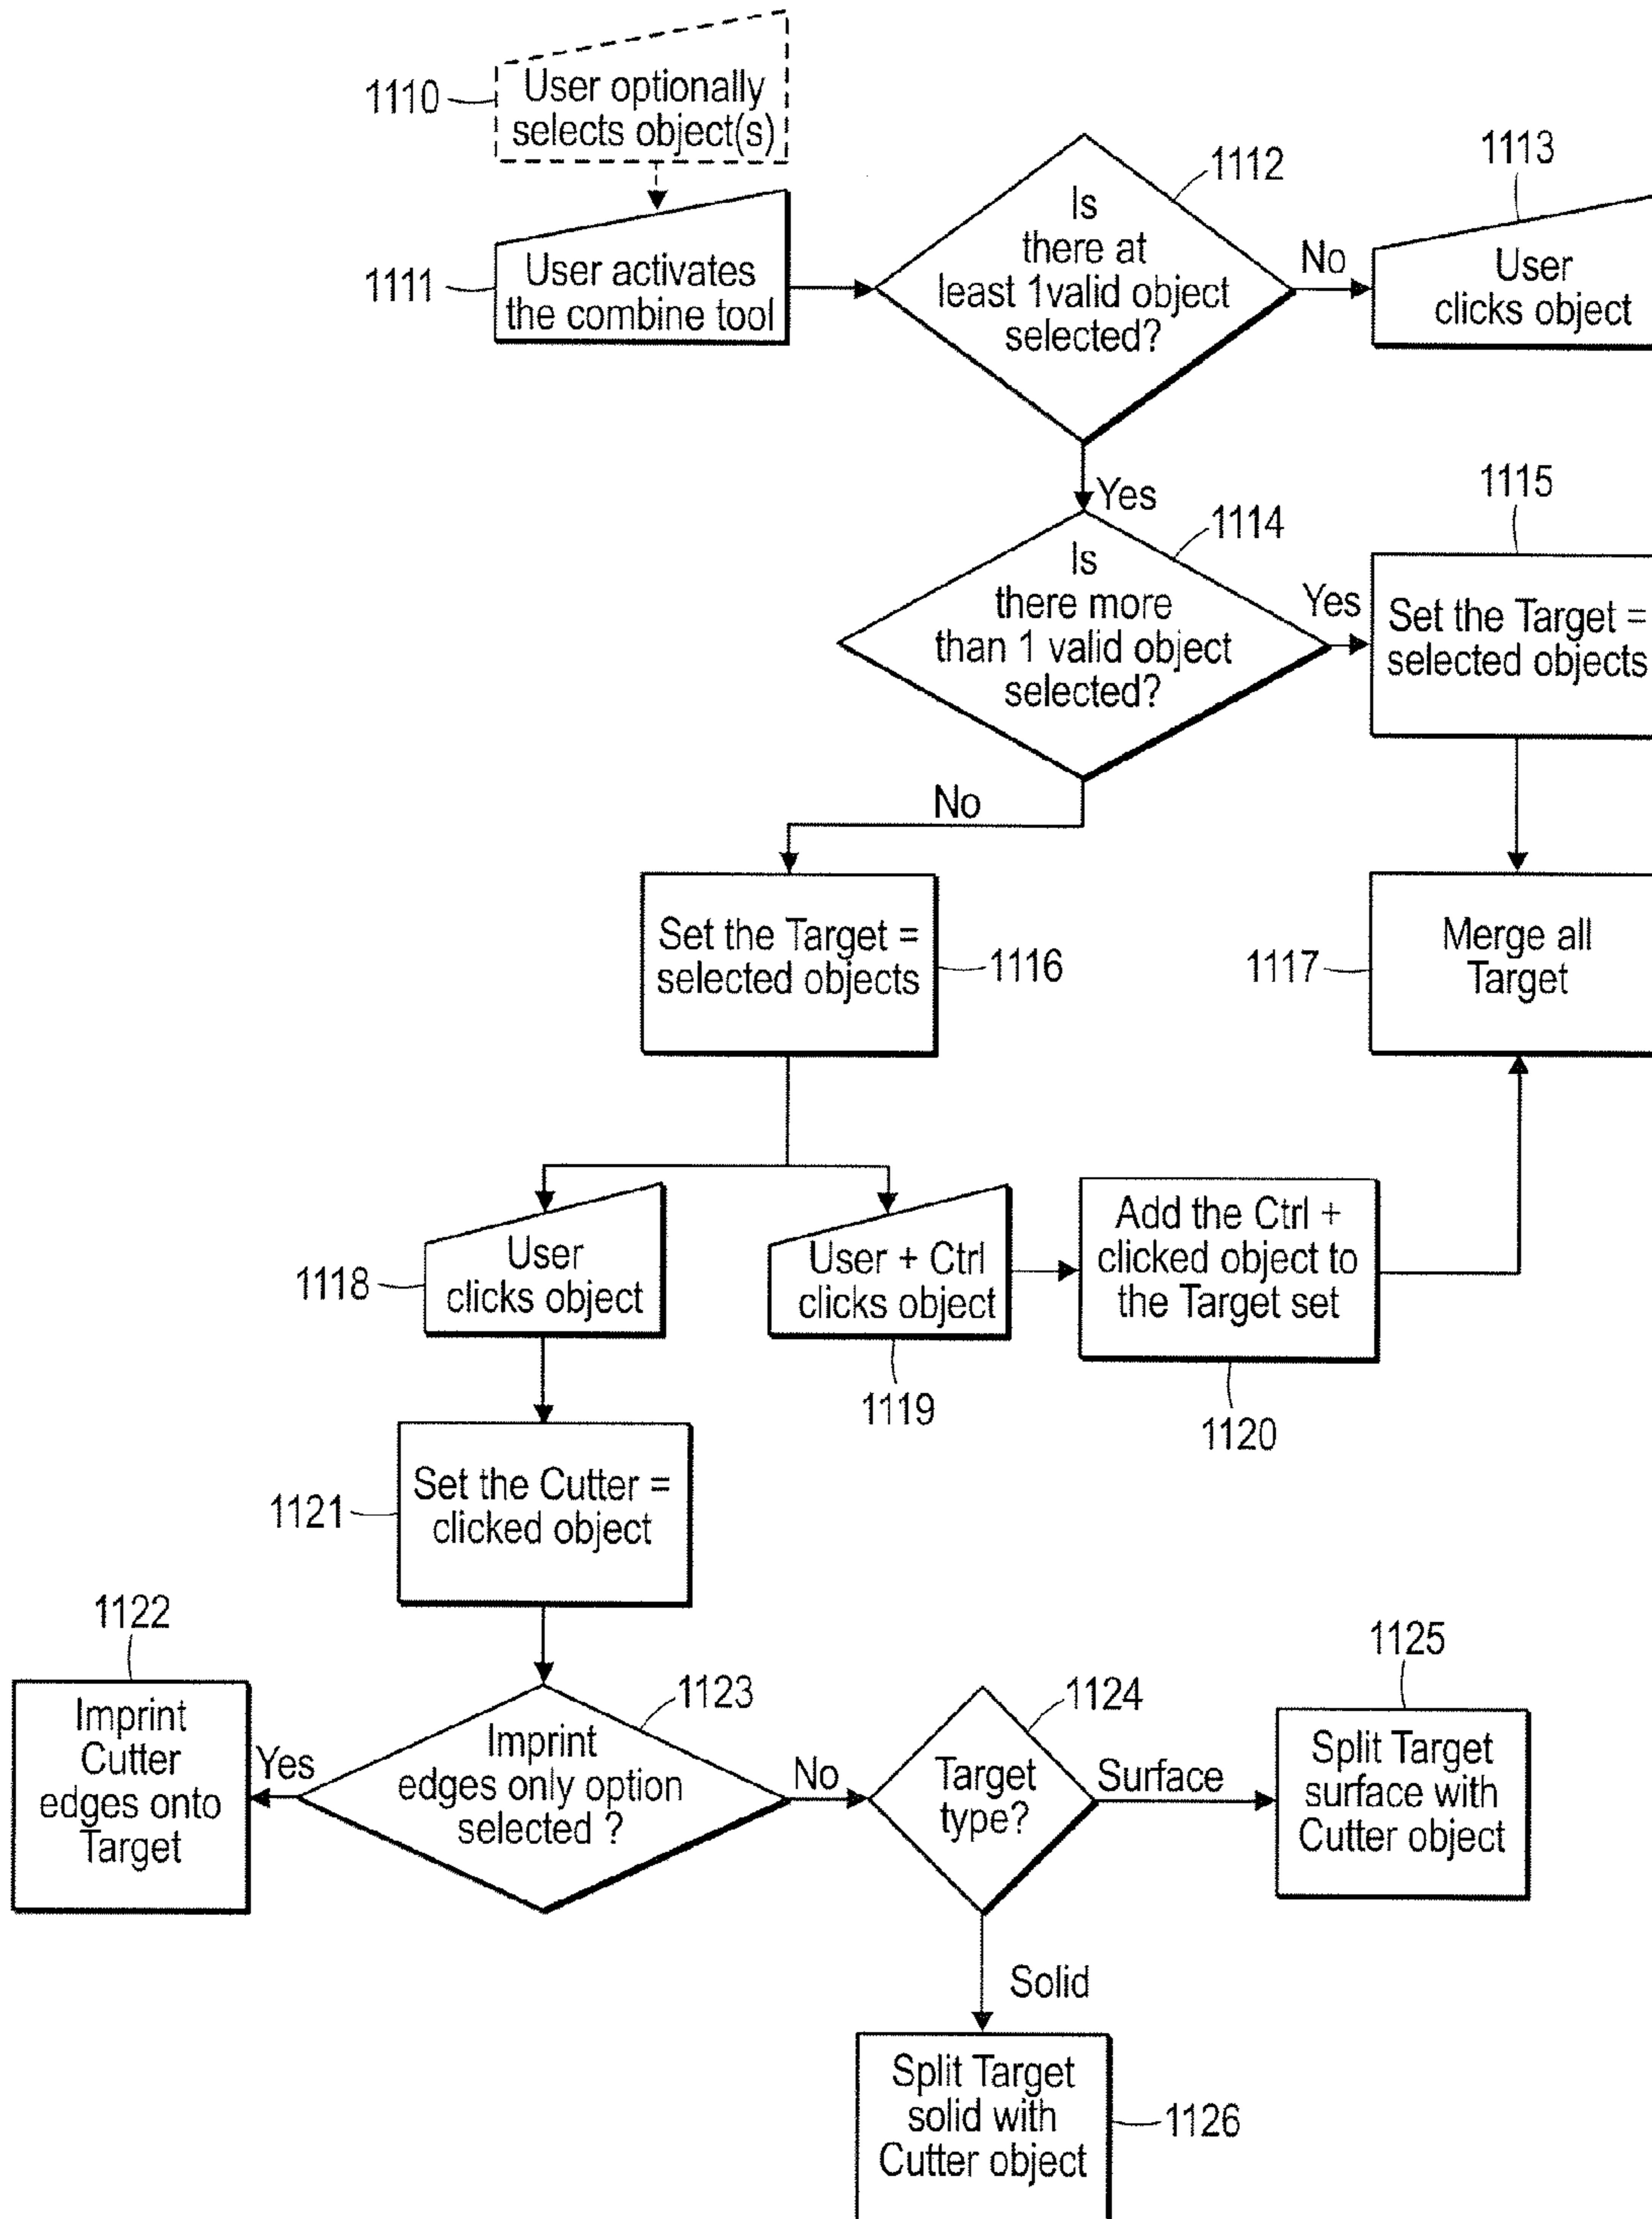 1110
User optionally
selects object(s)
1111
User activates
the combine tool
1112
Is
there at
least 1valid object
selected?
No
1113
User
clicks object
Yes
1114
Is
there more
than 1 valid object
selected?
Yes
1115
Set the Target =
selected objects
No
Set the Target =
selected objects
1116
1117
Merge all
Target
1118
User
clicks object
User + Ctrl
clicks object
1119
Add the Ctrl +
clicked object to
the Target set
1120
1121
Set the Cutter =
clicked object
1122
Imprint
Cutter
edges onto
Target
Yes
1123
Imprint
edges only option
selected ?
No
1124
Target
type?
Surface
1125
Split Target
surface with
Cutter object
Solid
Split Target
solid with
Cutter object
1126